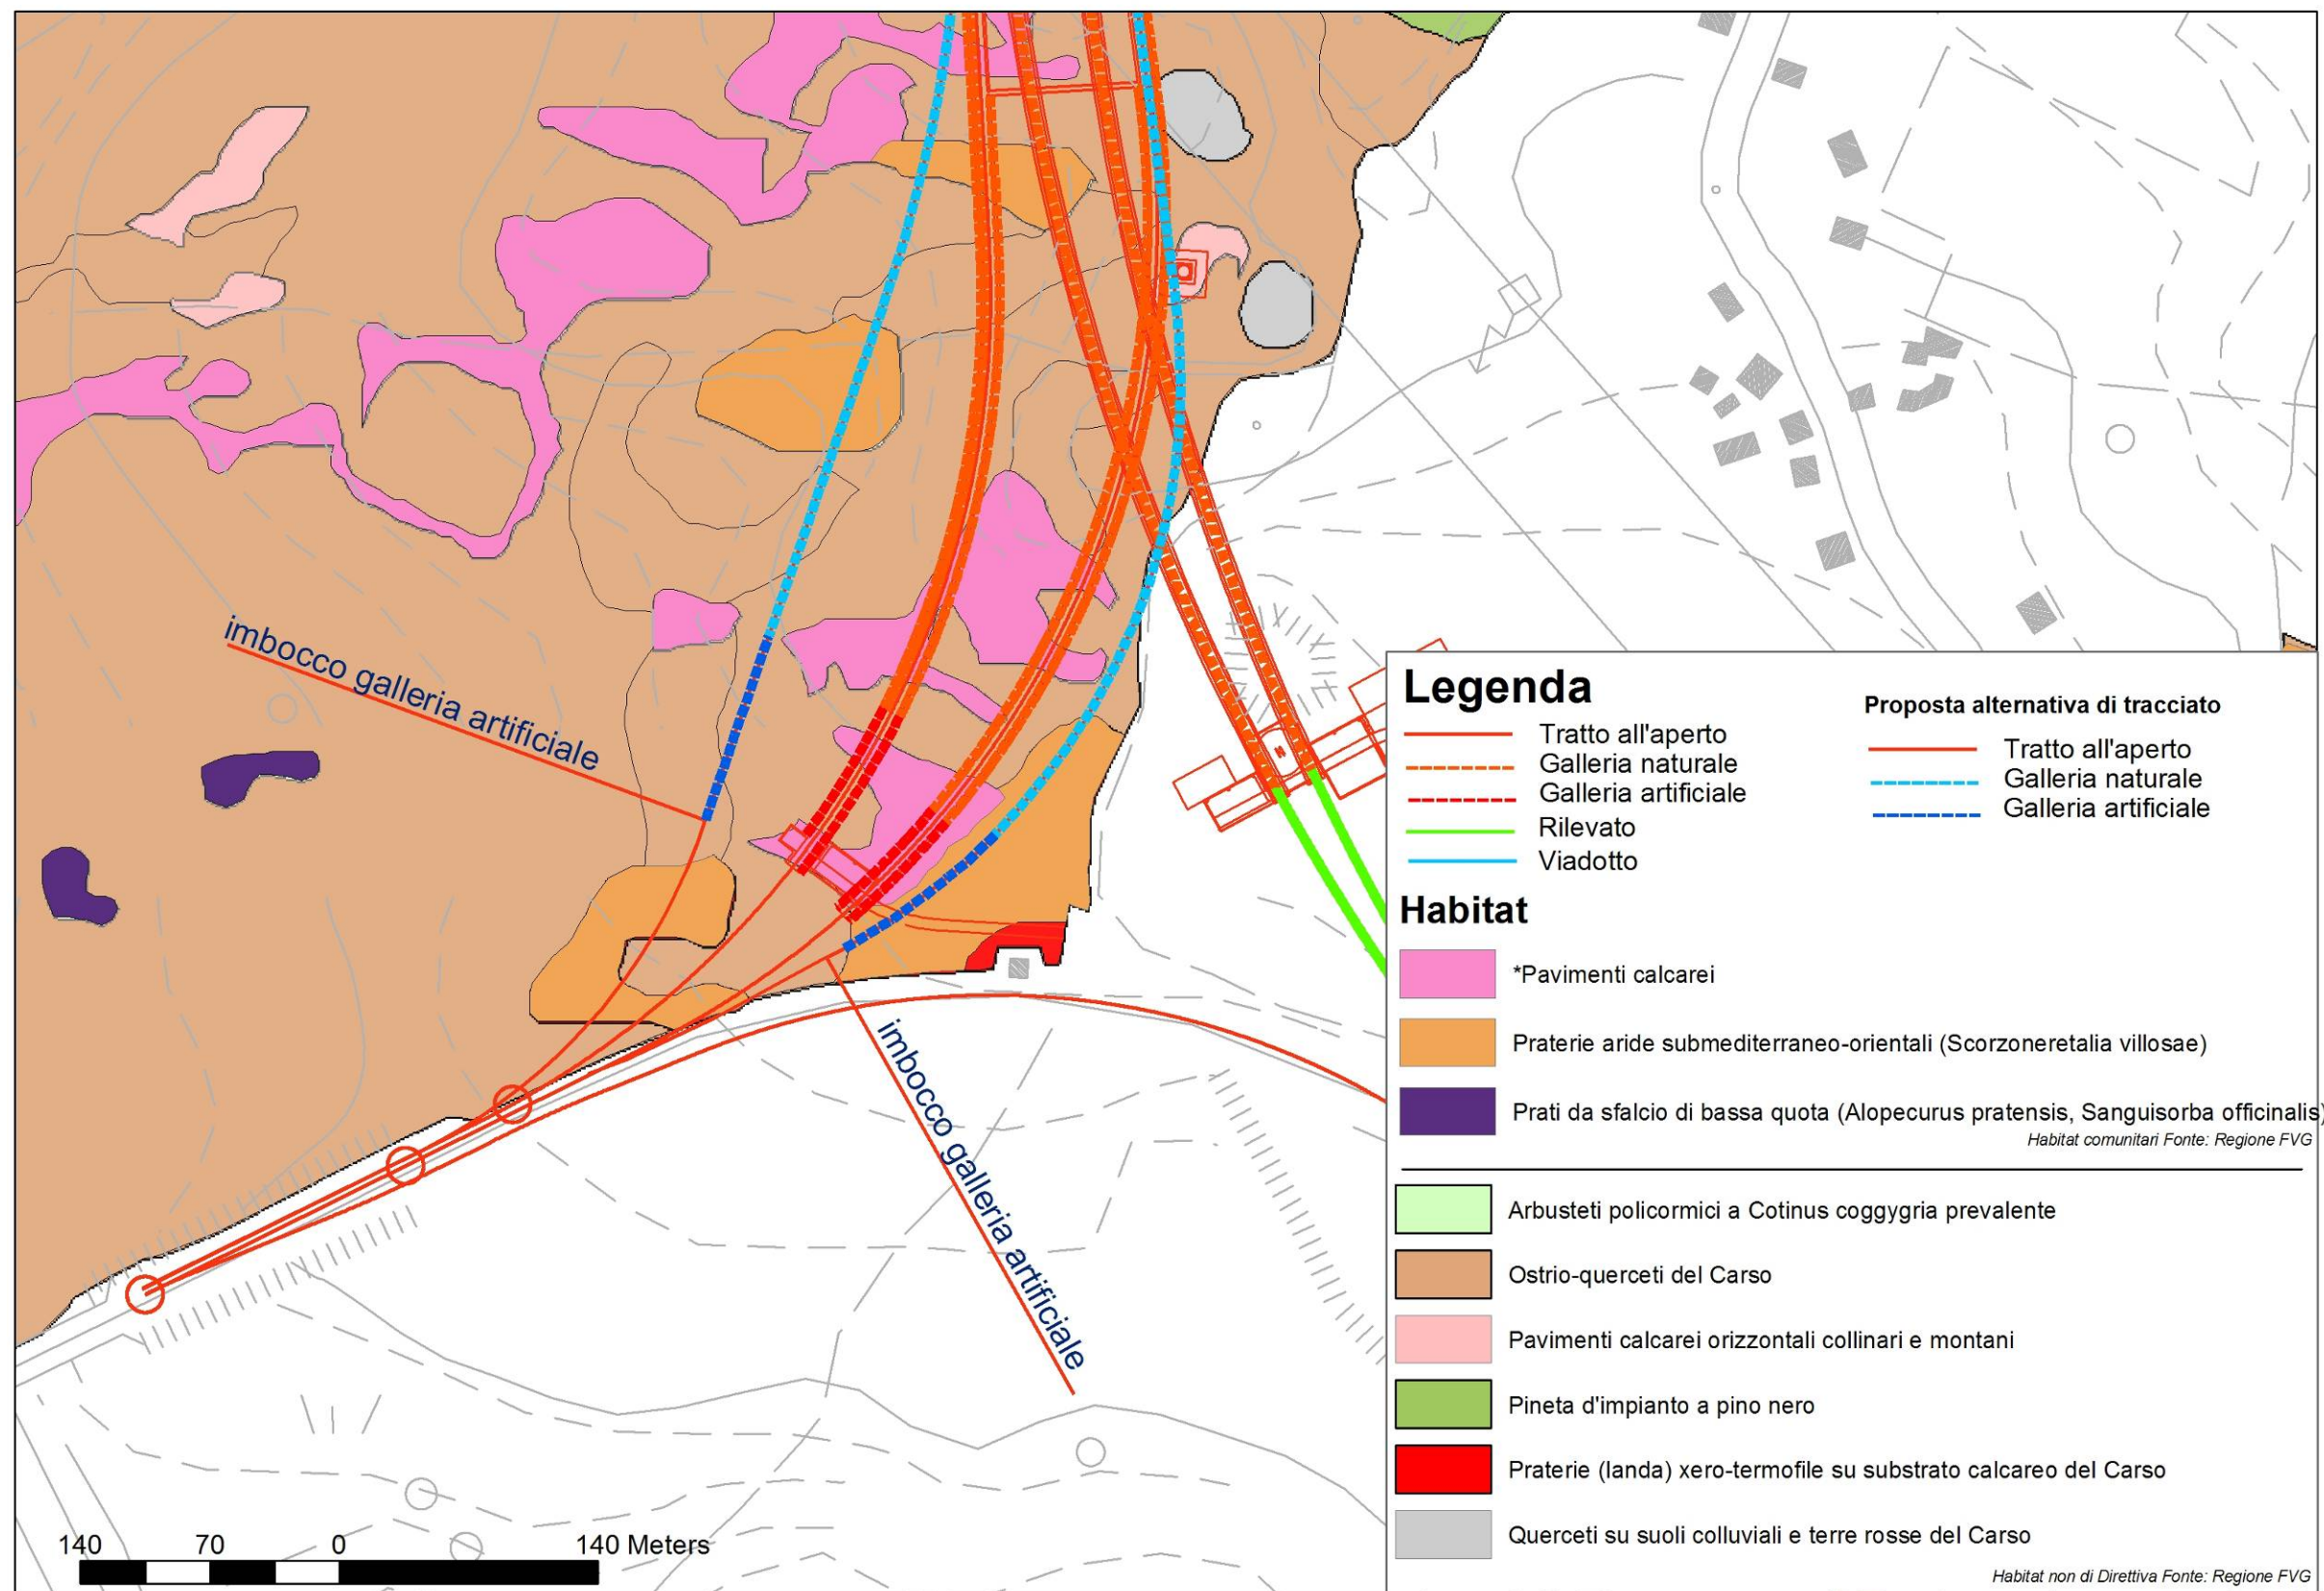 imbocco galleria artificiale
imbocco galleria artificiale
Legenda
Tratto all'aperto
Galleria naturale
Galleria artificiale
Rilevato
Viadotto
Proposta alternativa di tracciato
Tratto all'aperto
Galleria naturale
Galleria artificiale
Habitat
*Pavimenti calcarei
Praterie aride submediterraneo-orientali (Scorzoneretalia villosae)
Prati da sfalcio di bassa quota (Alopecurus pratensis, Sanguisorba officinalis)
Habitat comunitari Fonte: Regione FVG
Arbusteti policormici a Cotinus coggygria prevalente
Ostrio-querceti del Carso
Pavimenti calcarei orizzontali collinari e montani
Pineta d'impianto a pino nero
Praterie (landa) xero-termofile su substrato calcareo del Carso
Querceti su suoli colluviali e terre rosse del Carso
Habitat non di Direttiva Fonte: Regione FVG
140 70 0 140 Meters